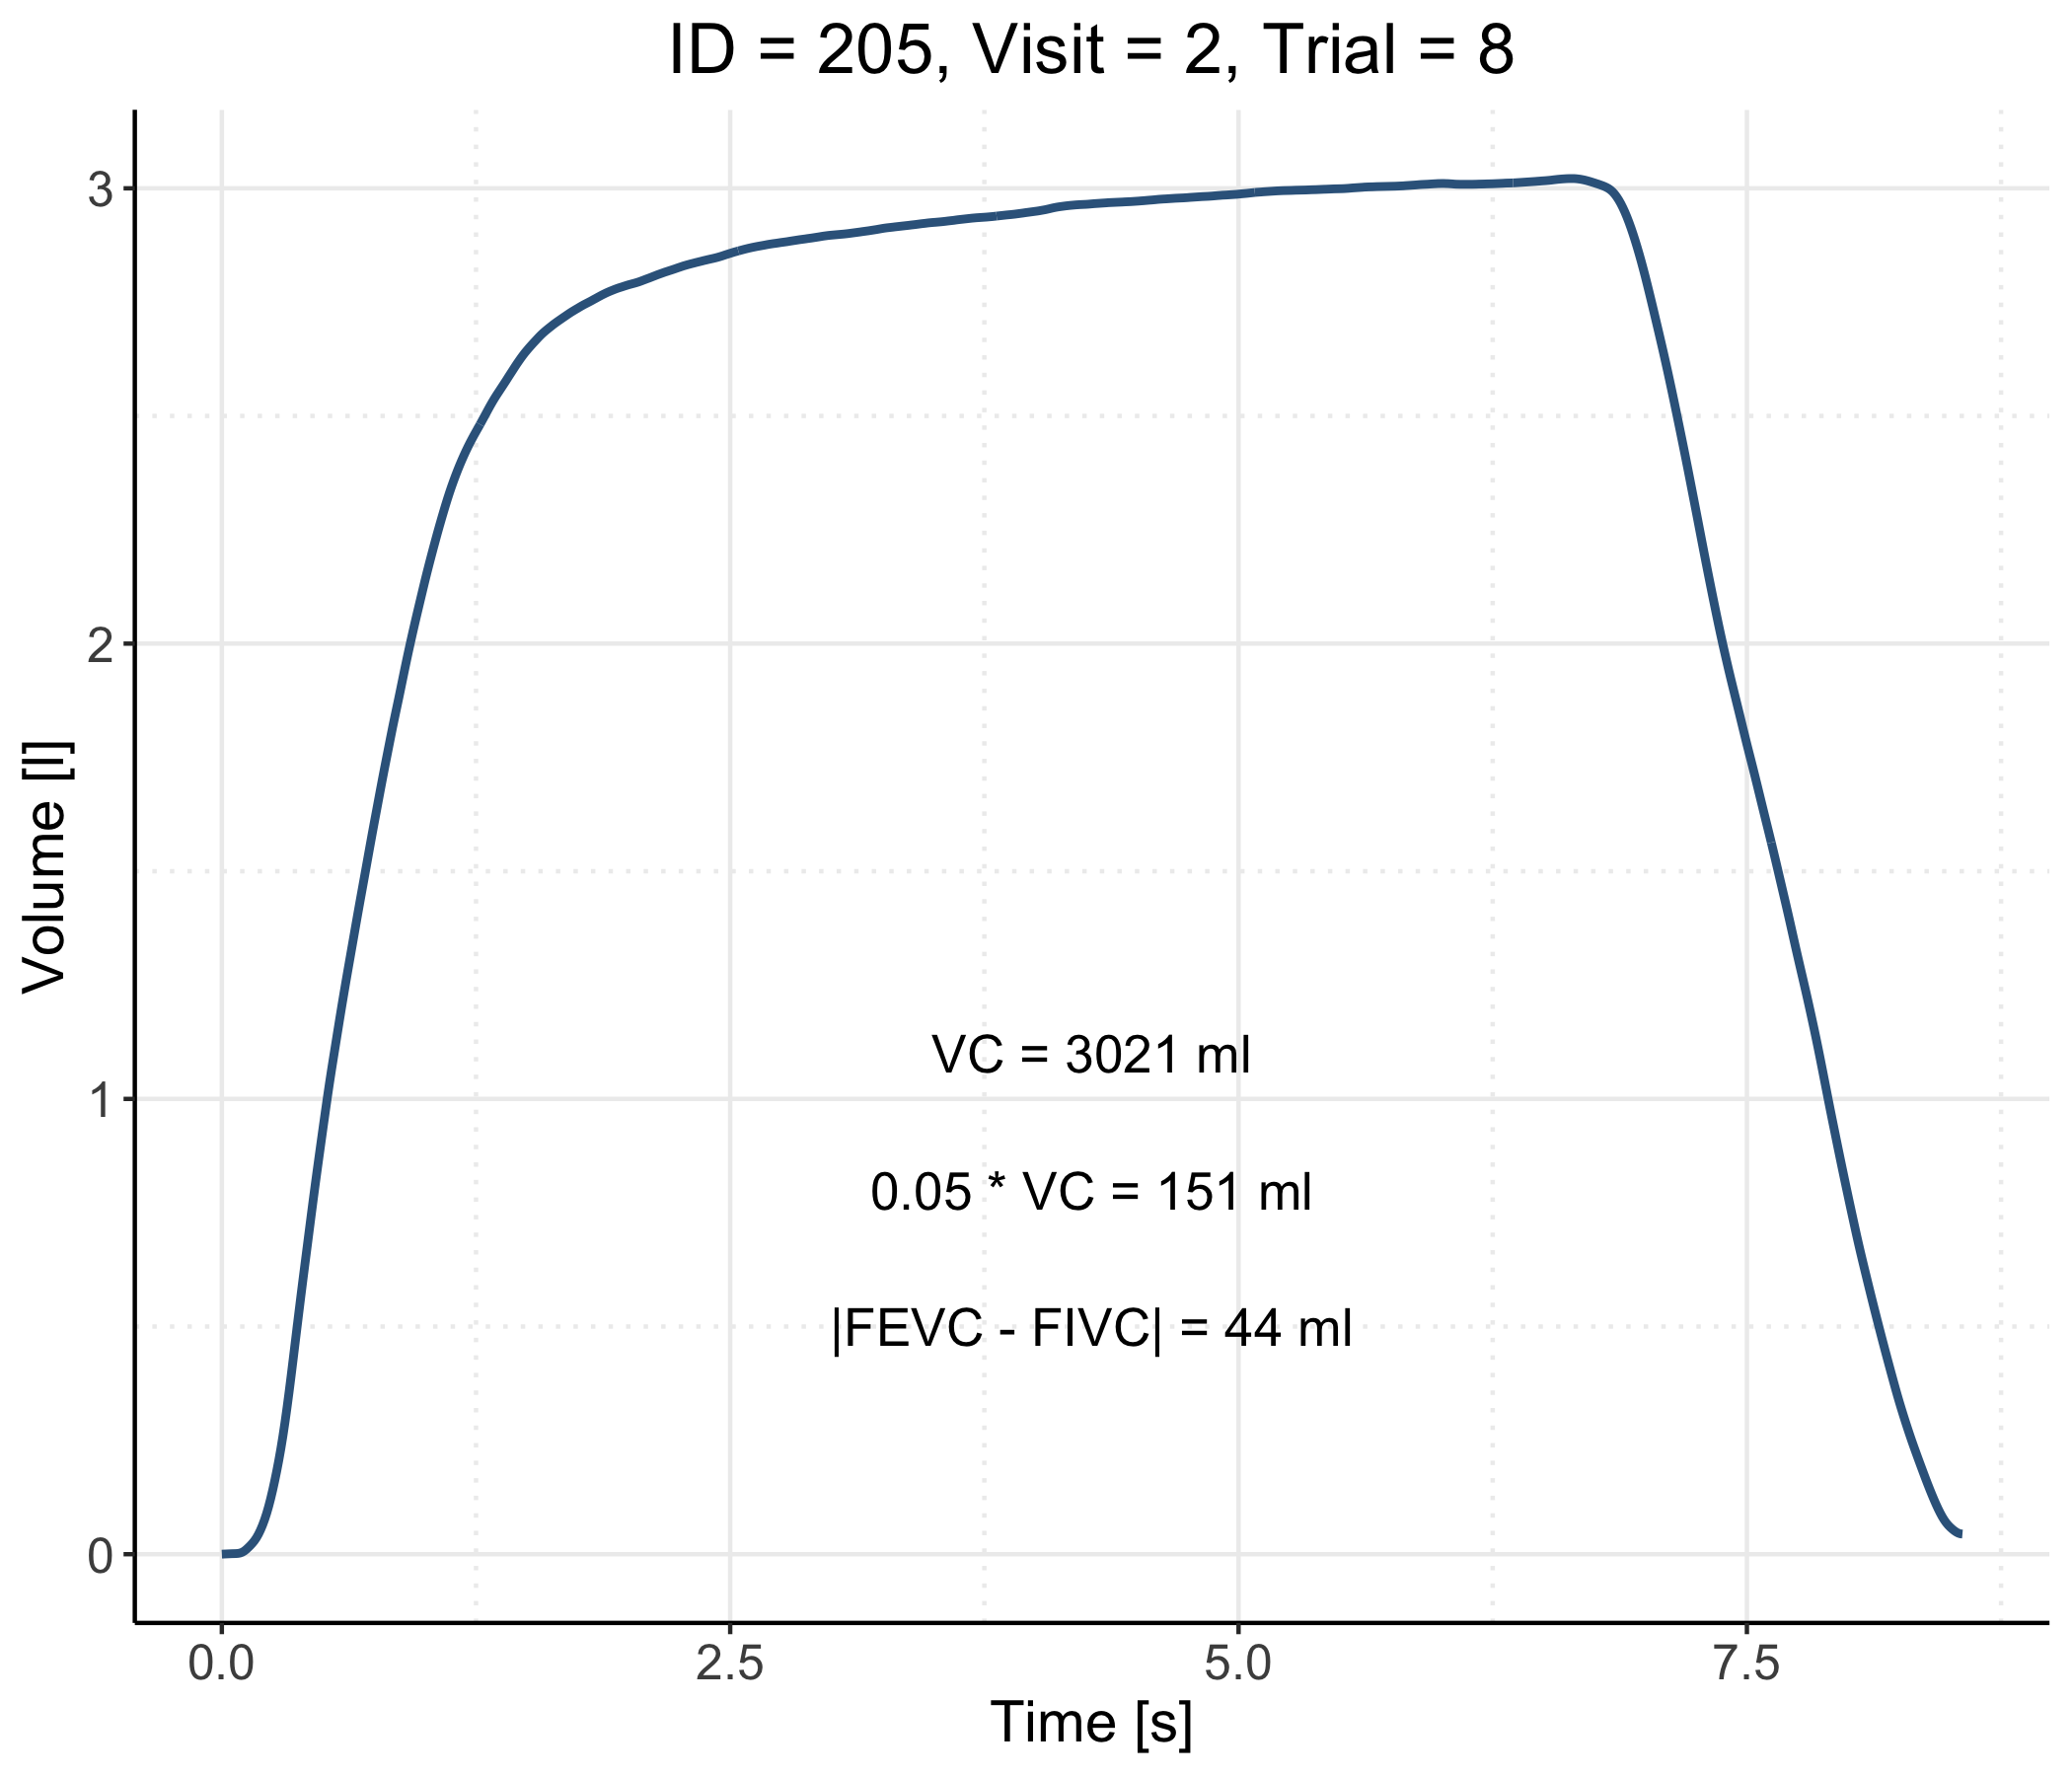 ID = 205, Visit = 2, Trial = 8
3
2
1
0
Volume [l]
VC = 3021 ml
0.05 * VC = 151 ml
|FEVC - FIVC| = 44 ml
0.0 2.5 5.0 7.5
Time [s]